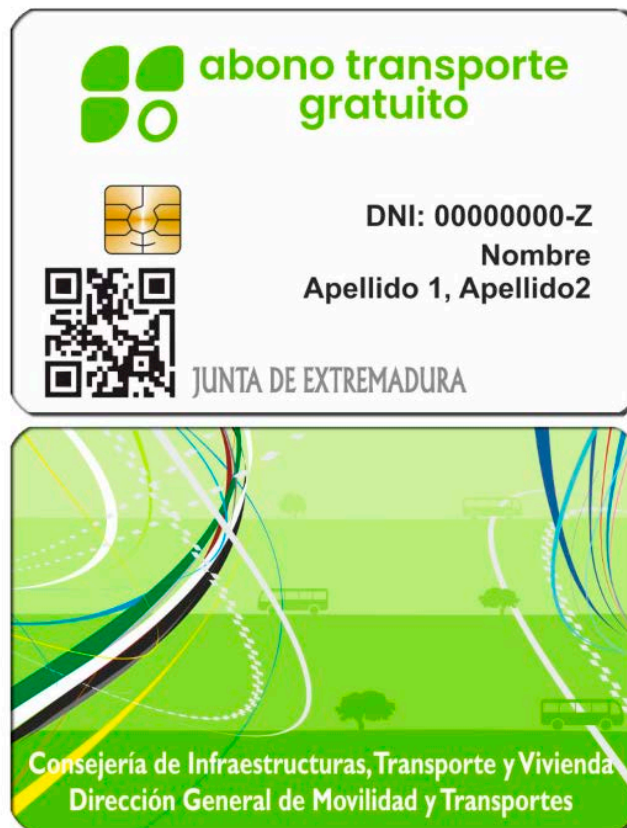 abono transporte
gratuito
DNI: 00000000-Z
Nombre
Apellido 1, Apellido2
JUNTA DE EXTREMADURA
Consejería de Infraestructuras, Transporte y Vivienda
Dirección General de Movilidad y Transportes